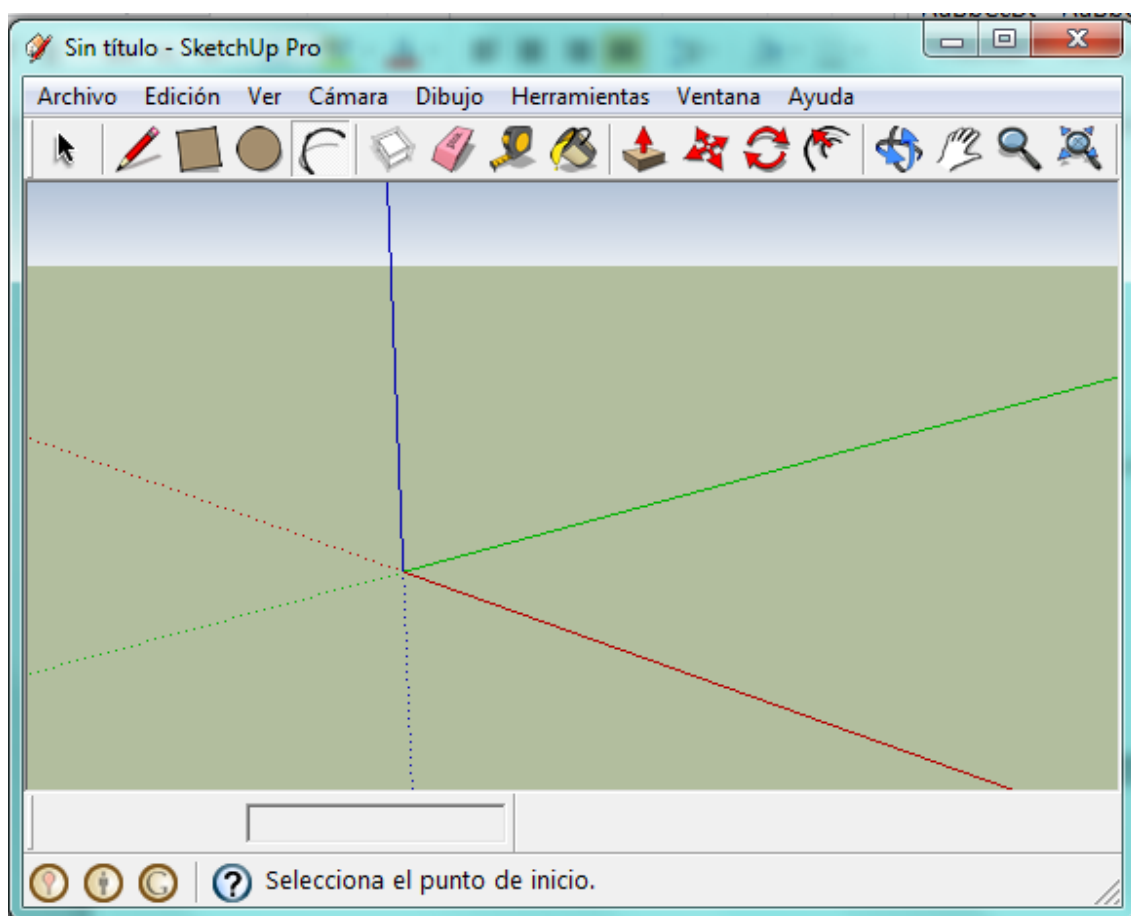 Sin título - SketchUp Pro
Archivo Edición Ver Cámara Dibujo Herramientas Ventana Ayuda
Selecciona el punto de inicio.